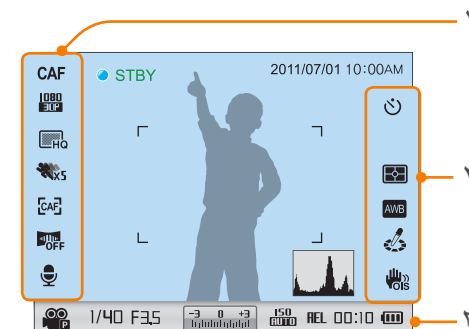 CAF
STBY
2011/07/01 10:00AM
1080
30P
HQ
X5
CAF
OFF
AWB
OIS
P
1/40 F3.5
-3 0 +3
ISO
AUTO
AEL
00:10